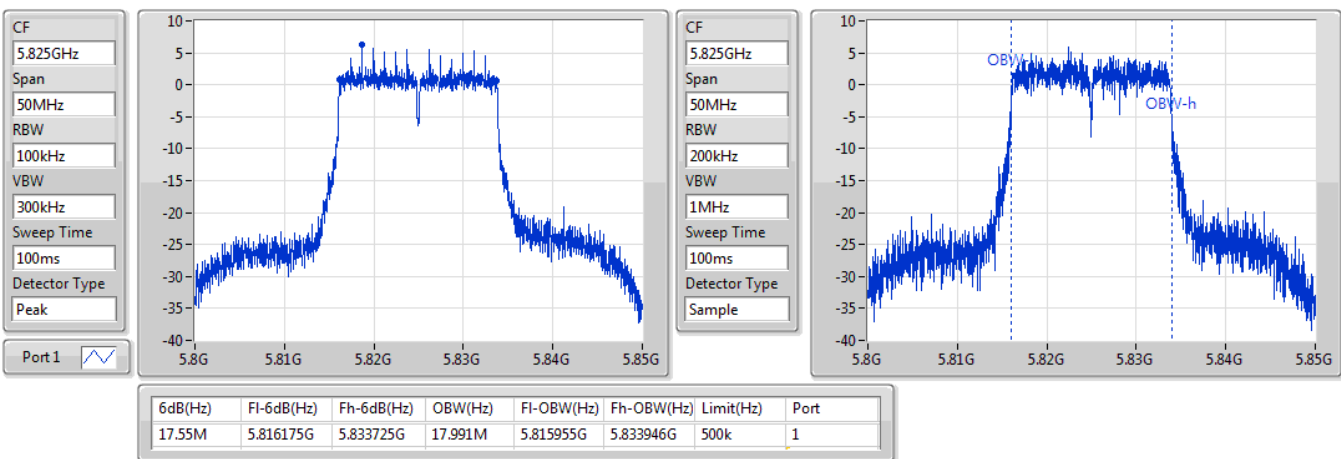 CF
5.825GHz
Span
50MHz
RBW
100kHz
VBW
300kHz
Sweep Time
100ms
Detector Type
Peak
Port 1
10
5
0
-5
-10
-15
-20
-25
-30
-35
-40
5.8G 5.81G 5.82G 5.83G 5.84G 5.85G
CF
5.825GHz
Span
50MHz
RBW
200kHz
VBW
1MHz
Sweep Time
100ms
Detector Type
Sample
10
5
0
-5
-10
-15
-20
-25
-30
-35
-40
OBW-h
5.8G 5.81G 5.82G 5.83G 5.84G 5.85G
6dB(Hz) Fl-6dB(Hz) Fh-6dB(Hz) OBW(Hz) Fl-OBW(Hz) Fh-OBW(Hz) Limit(Hz) Port
17.55M 5.816175G 5.833725G 17.991M 5.815955G 5.833946G 500k 1